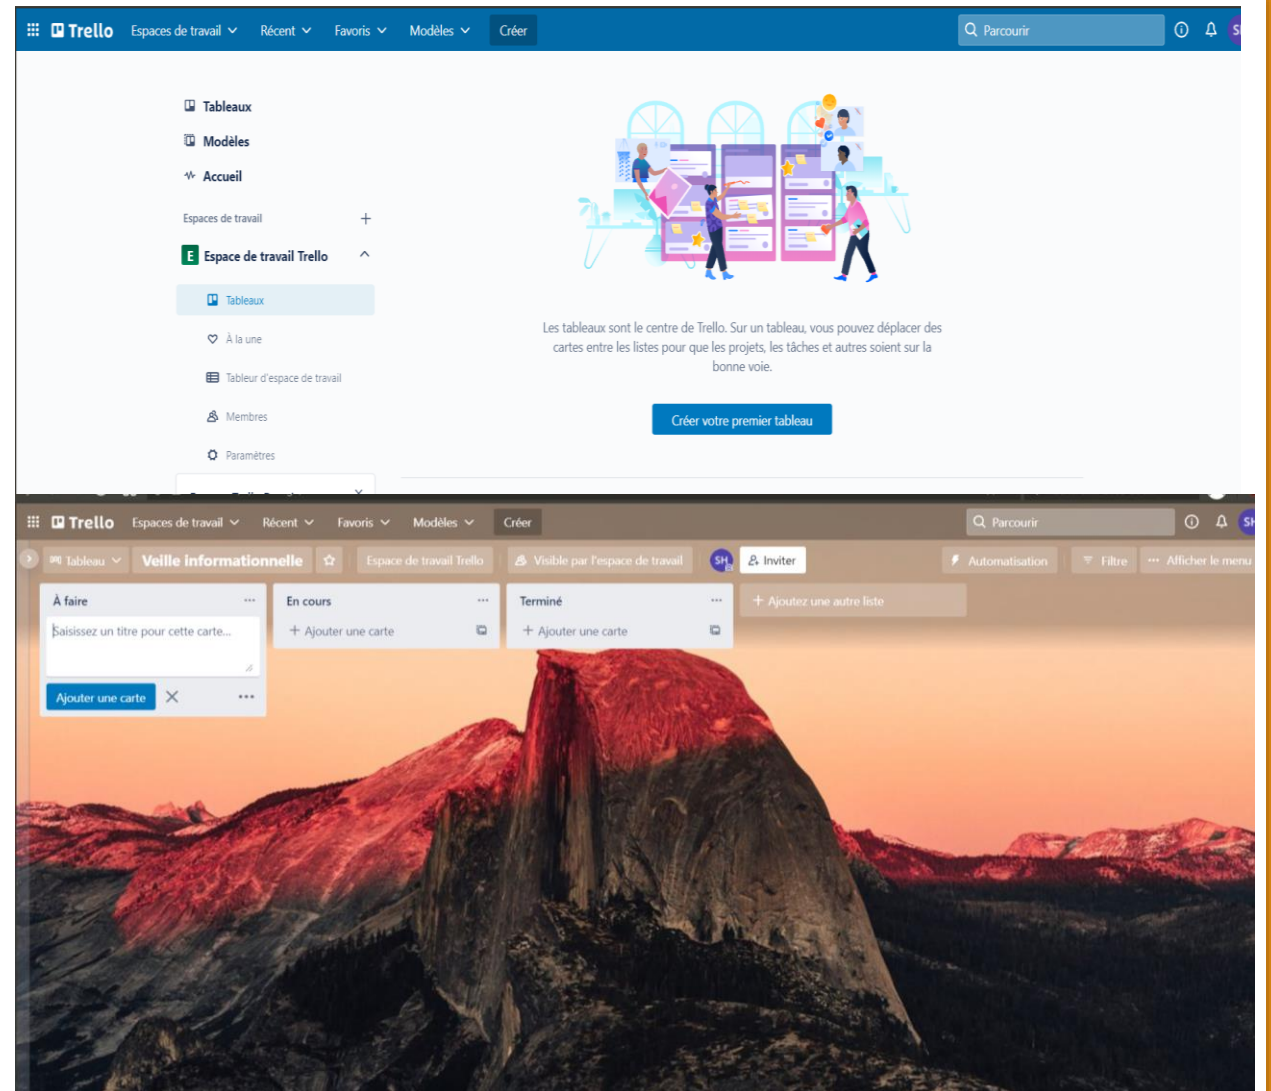 Trello Espaces de travail Récent Favoris Modèles Créer Parcourir
Tableaux
Modèles
Accueil
Espaces de travail
E Espace de travail Trello
Tableaux
À la une
Tableur d'espace de travail
Membres
Paramètres
Les tableaux sont le centre de Trello. Sur un tableau, vous pouvez déplacer des
cartes entre les listes pour que les projets, les tâches et autres soient sur la
bonne voie.
Créer votre premier tableau
Trello Espaces de travail Récent Favoris Modèles Créer Parcourir SH
Tableau Veille informationnelle Espace de travail Trello Visible par l'espace de travail SH Inviter Automatisation Filtre Afficher le menu
À faire
Saisissez un titre pour cette carte...
Ajouter une carte
En cours
+ Ajouter une carte
Terminé
+ Ajouter une carte
+ Ajoutez une autre liste